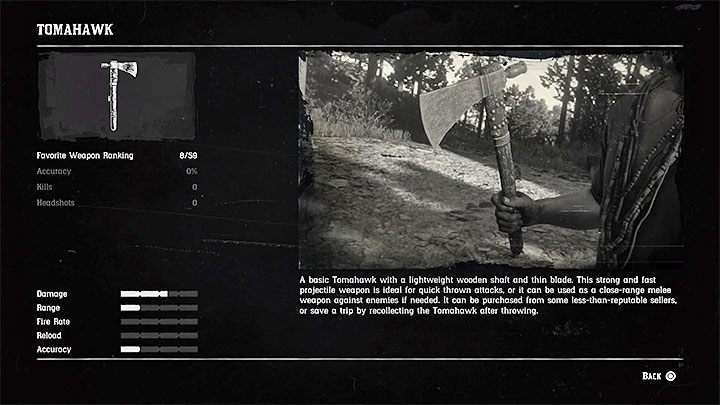 TOMAHAWK
Favorite Weapon Ranking 8/59
Accuracy 0%
Kills 0
Headshots 0
Damage
Range
Fire Rate
Reload
Accuracy
A basic Tomahawk with a lightweight wooden shaft and thin blade. This strong and fast
projectile weapon is ideal for quick thrown attacks, or it can be used as a close-range melee
weapon against enemies if needed. It can be purchased from some less-than-reputable sellers,
or save a trip by recollecting the Tomahawk after throwing.
BACK